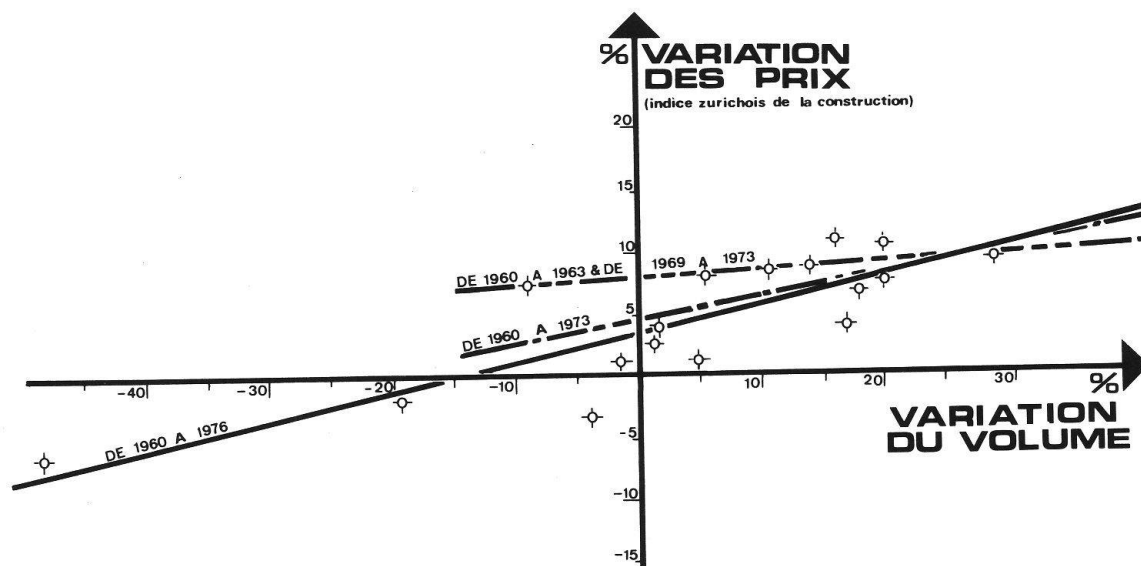 % VARIATION
DES PRIX
(indice zurichois de la construction)
20
15
10
5
DE 1960 A 1963 & DE 1969 A 1973
DE 1960 A 1973
DE 1960 A 1976
-40 -30 -20 -10 10 20 30 %
VARIATION
DU VOLUME
-5
-10
-15